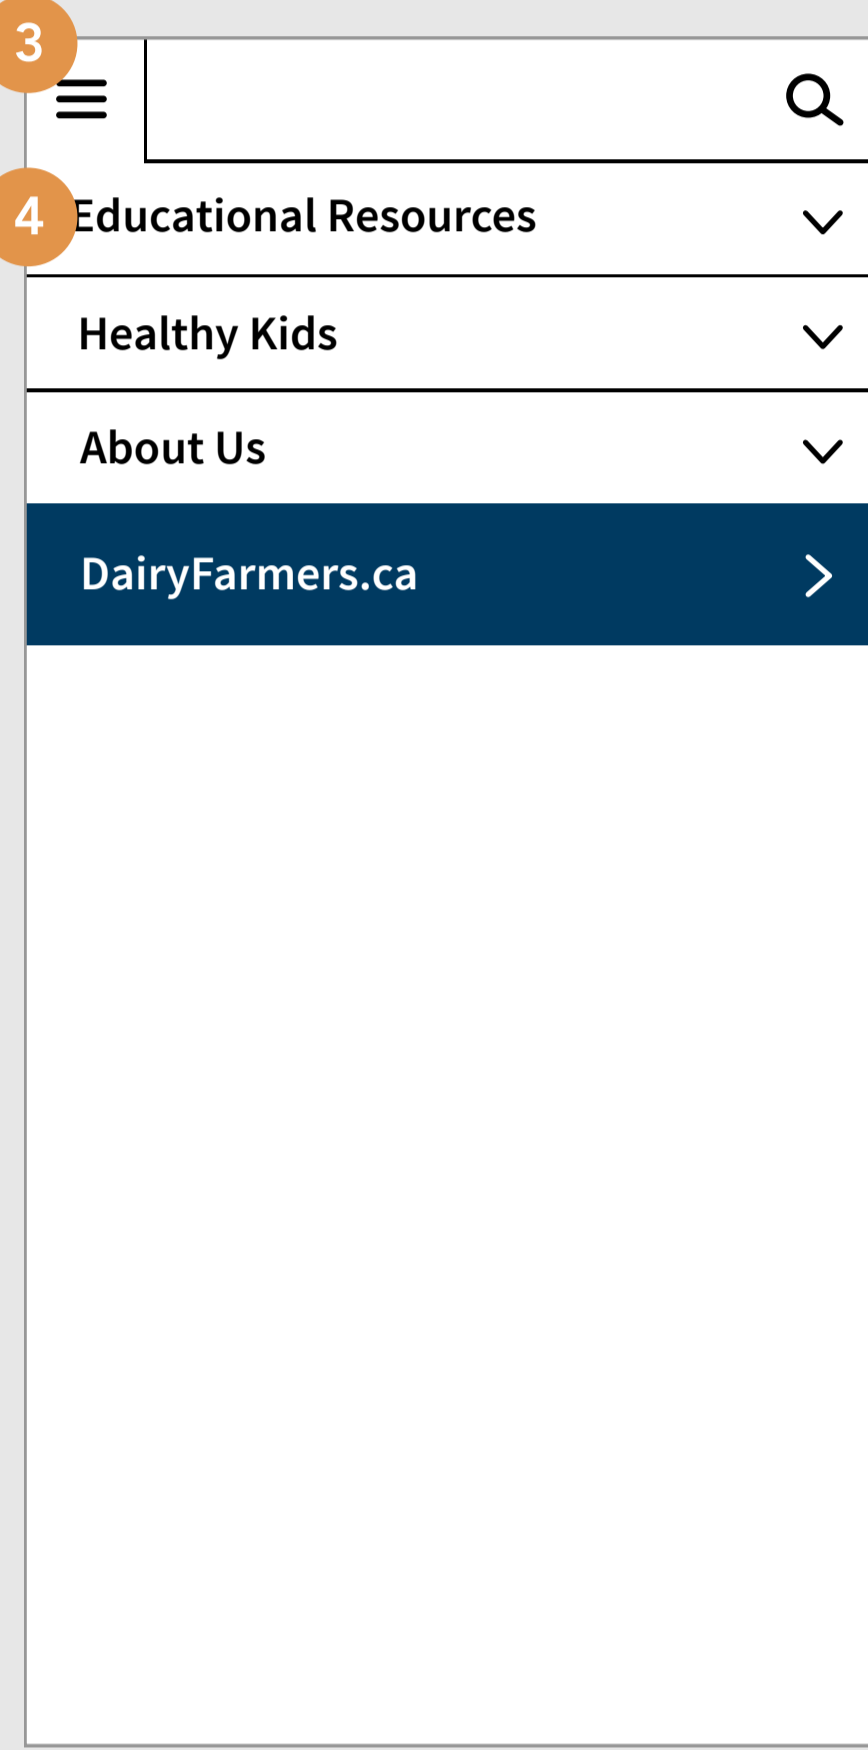 3
4
Educational Resources
Healthy Kids
About Us
DairyFarmers.ca